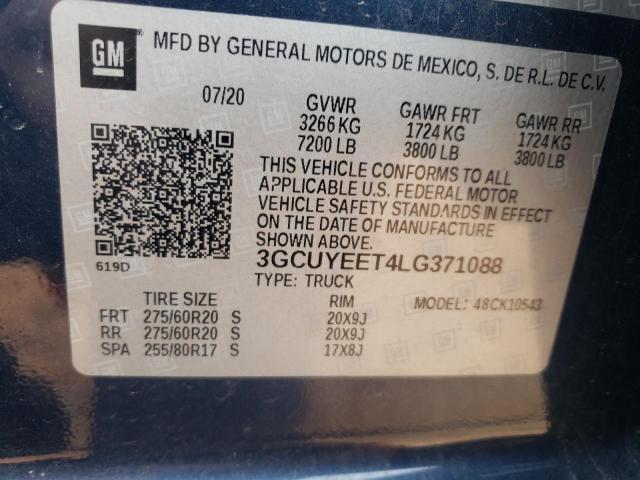 GM
MFD BY GENERAL MOTORS DE MEXICO, S. DE R.L. DE C.V.
07/20 GVWR GAWR FRT GAWR RR
3266 KG 1724 KG 1724 KG
7200 LB 3800 LB 3800 LB
THIS VEHICLE CONFORMS TO ALL
APPLICABLE U.S. FEDERAL MOTOR
VEHICLE SAFETY STANDARDS IN EFFECT
ON THE DATE OF MANUFACTURE
SHOWN ABOVE.
619D
3GCUYEET4LG371088
TYPE: TRUCK
TIRE SIZE RIM MODEL: 48CK10543
FRT 275/60R20 S 20X9J
RR 275/60R20 S 20X9J
SPA 255/80R17 S 17X8J